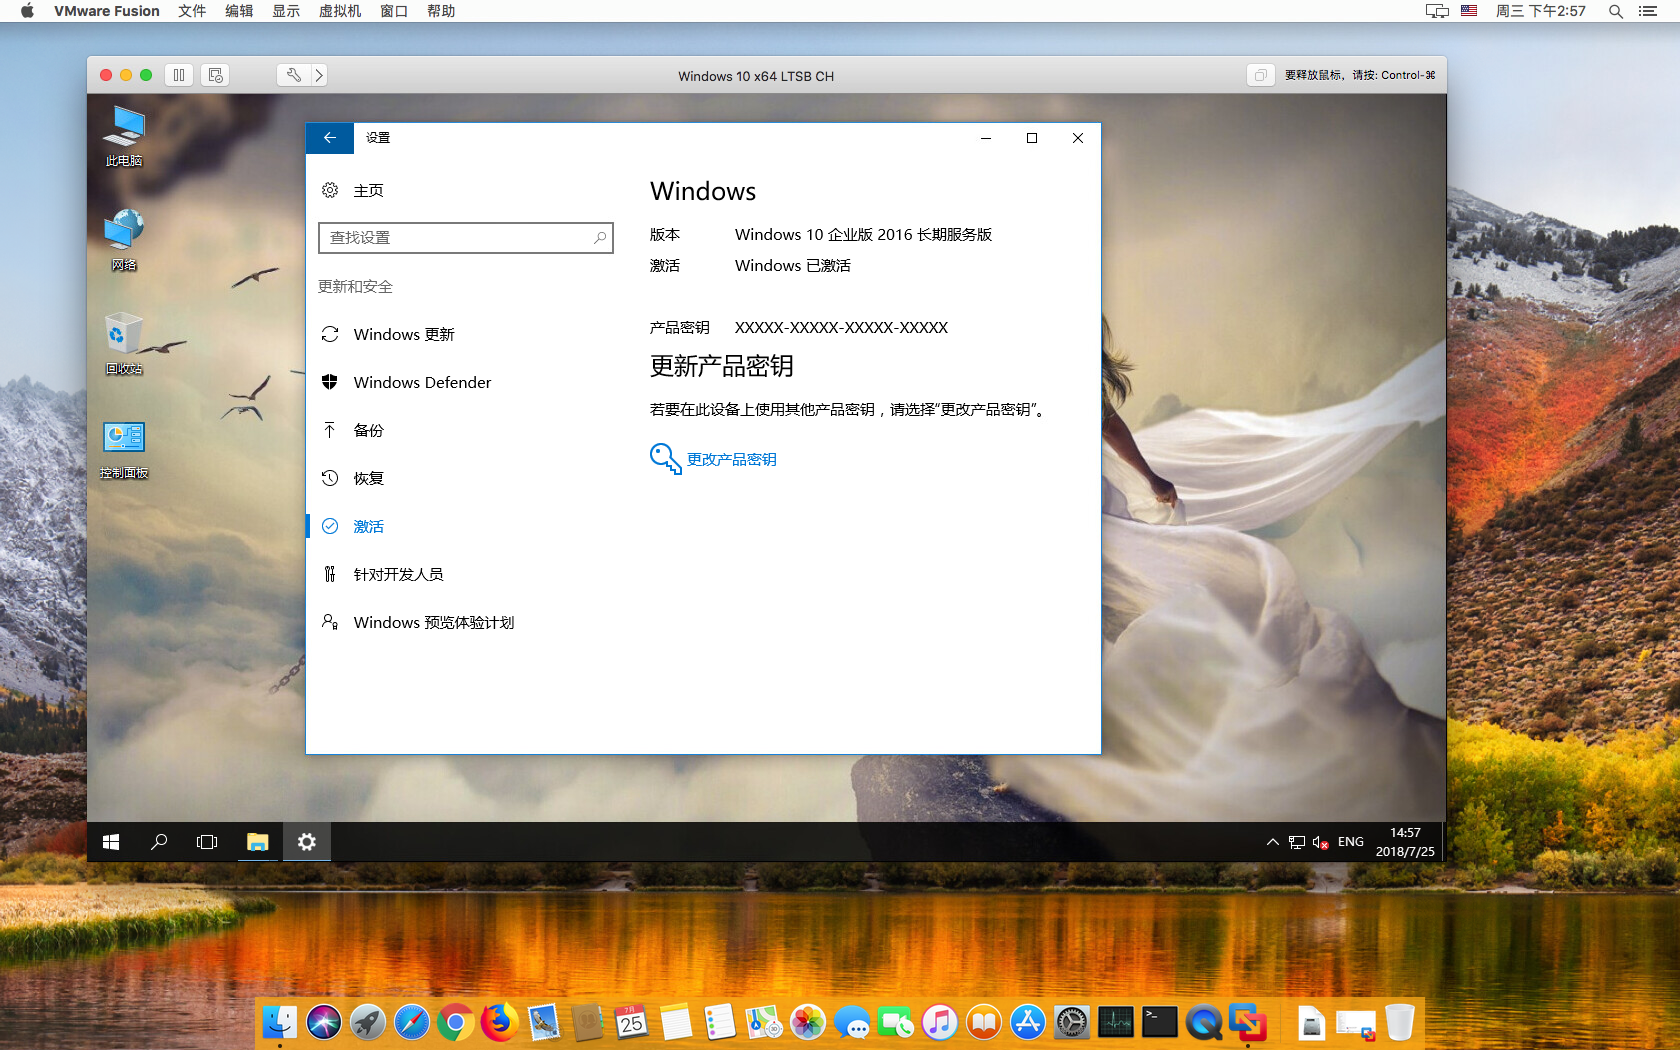 VMware Fusion 文件 编辑 显示 虚拟机 窗口 帮助 周三 下午2:57
Windows 10 x64 LTSB CH
要释放鼠标，请按: Control-⌘
此电脑
网络
回收站
控制面板
设置
主页
查找设置
更新和安全
Windows 更新
Windows Defender
备份
恢复
激活
针对开发人员
Windows 预览体验计划
Windows
版本 Windows 10 企业版 2016 长期服务版
激活 Windows 已激活
产品密钥 XXXXX-XXXXX-XXXXX-XXXXX
更新产品密钥
若要在此设备上使用其他产品密钥，请选择“更改产品密钥”。
更改产品密钥
ENG
14:57
2018/7/25
7月
25